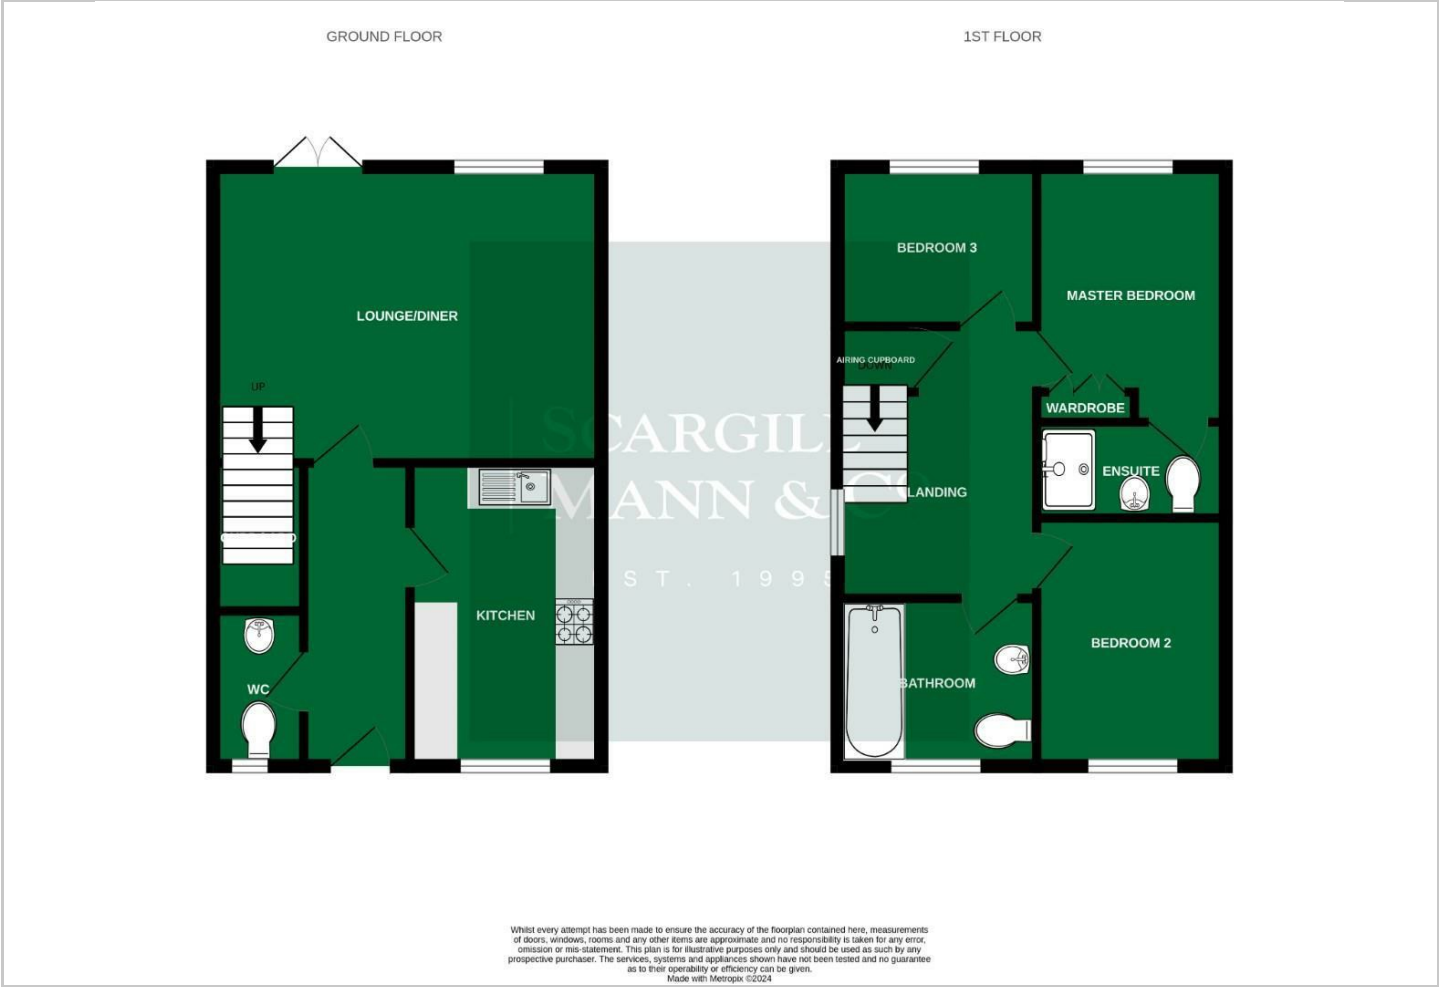 GROUND FLOOR
1ST FLOOR
BEDROOM 3
MASTER BEDROOM
LOUNGE/DINER
AIRING CUPBOARD
DOWN
UP
WARDROBE
SCARGILL
MANN & Co
EST. 1995
ENSUITE
LANDING
KITCHEN
BEDROOM 2
WC
BATHROOM
Whilst every attempt has been made to ensure the accuracy of the floorplan contained here, measurements
of doors, windows, rooms and any other items are approximate and no responsibility is taken for any error,
omission or mis-statement. This plan is for illustrative purposes only and should be used as such by any
prospective purchaser. The services, systems and appliances shown have not been tested and no guarantee
as to their operability or efficiency can be given.
Made with Metropix ©2024